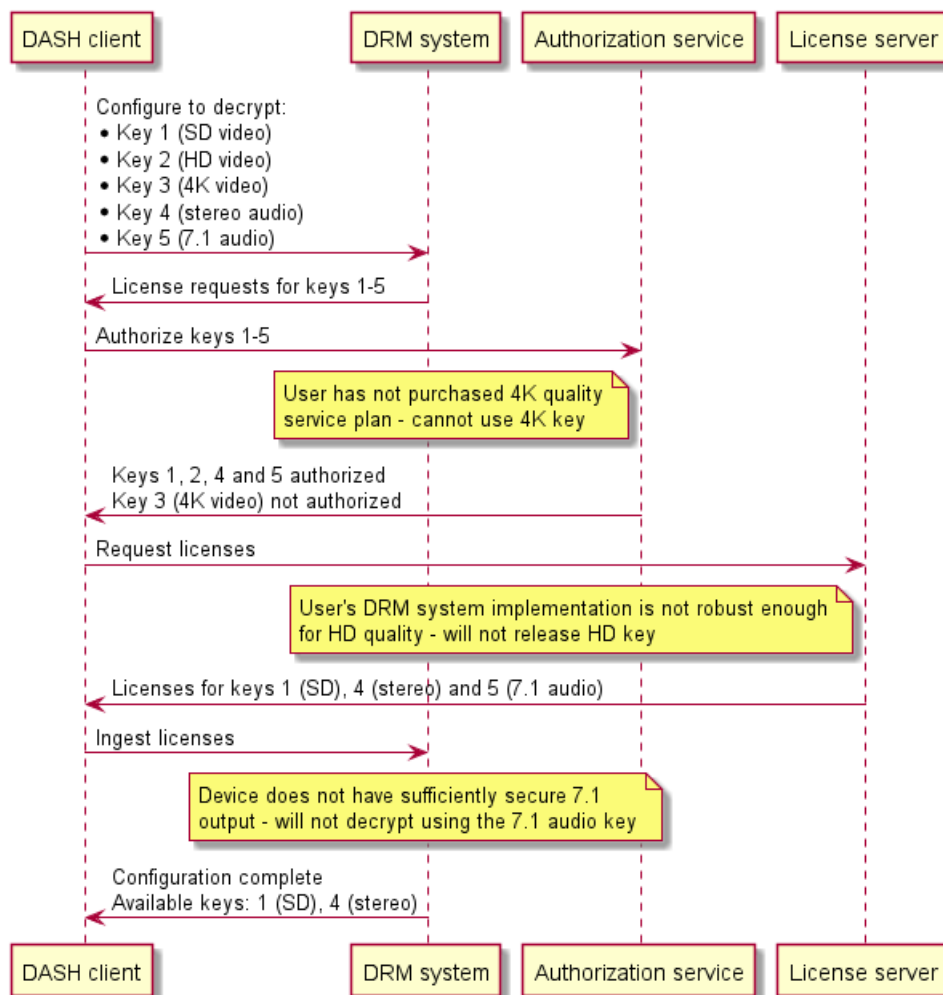 DASH client
DRM system
Authorization service
License server
Configure to decrypt:
• Key 1 (SD video)
• Key 2 (HD video)
• Key 3 (4K video)
• Key 4 (stereo audio)
• Key 5 (7.1 audio)
License requests for keys 1-5
Authorize keys 1-5
User has not purchased 4K quality
service plan - cannot use 4K key
Keys 1, 2, 4 and 5 authorized
Key 3 (4K video) not authorized
Request licenses
User's DRM system implementation is not robust enough
for HD quality - will not release HD key
Licenses for keys 1 (SD), 4 (stereo) and 5 (7.1 audio)
Ingest licenses
Device does not have sufficiently secure 7.1
output - will not decrypt using the 7.1 audio key
Configuration complete
Available keys: 1 (SD), 4 (stereo)
DASH client
DRM system
Authorization service
License server